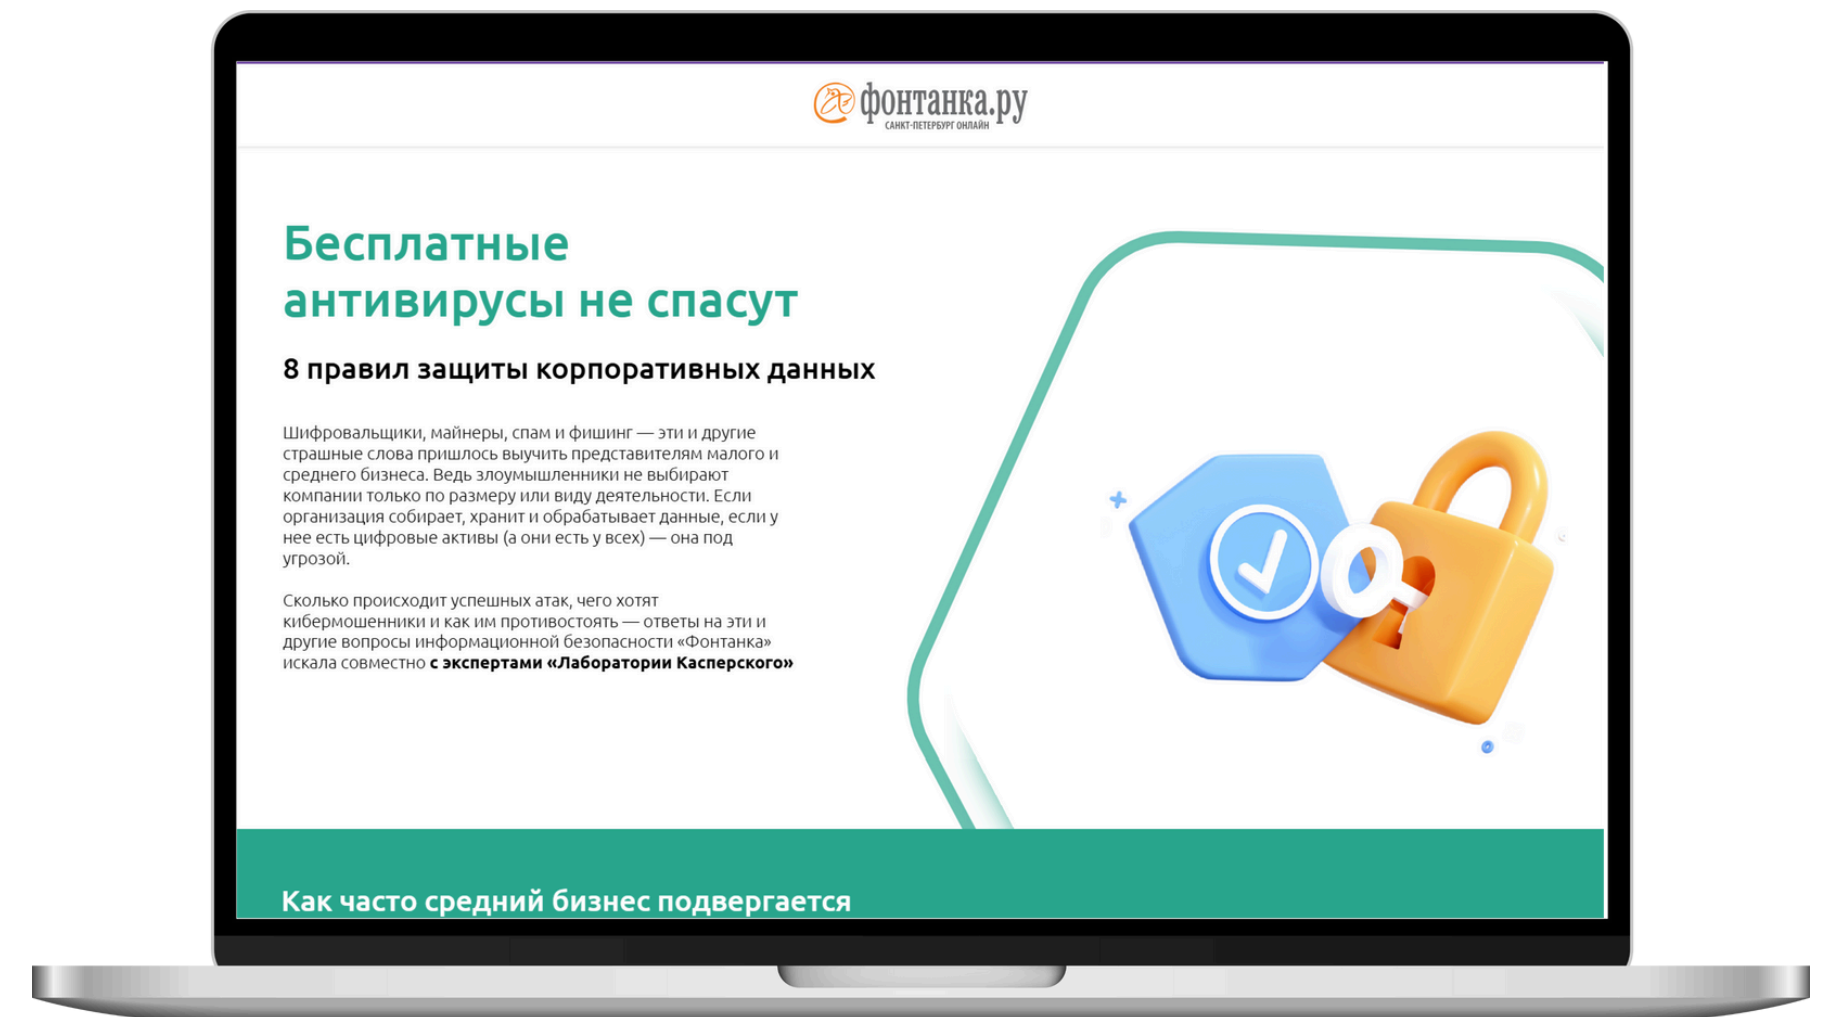 фонтанка.ру
САНКТ-ПЕТЕРБУРГ ОНЛАЙН
Бесплатные
антивирусы не спасут
8 правил защиты корпоративных данных
Шифровальщики, майнеры, спам и фишинг — эти и другие
страшные слова пришлось выучить представителям малого и
среднего бизнеса. Ведь злоумышленники не выбирают
компании только по размеру или виду деятельности. Если
организация собирает, хранит и обрабатывает данные, если у
нее есть цифровые активы (а они есть у всех) — она под
угрозой.
Сколько происходит успешных атак, чего хотят
кибермошенники и как им противостоять — ответы на эти и
другие вопросы информационной безопасности «Фонтанка»
искала совместно с экспертами «Лаборатории Касперского»
Как часто средний бизнес подвергается